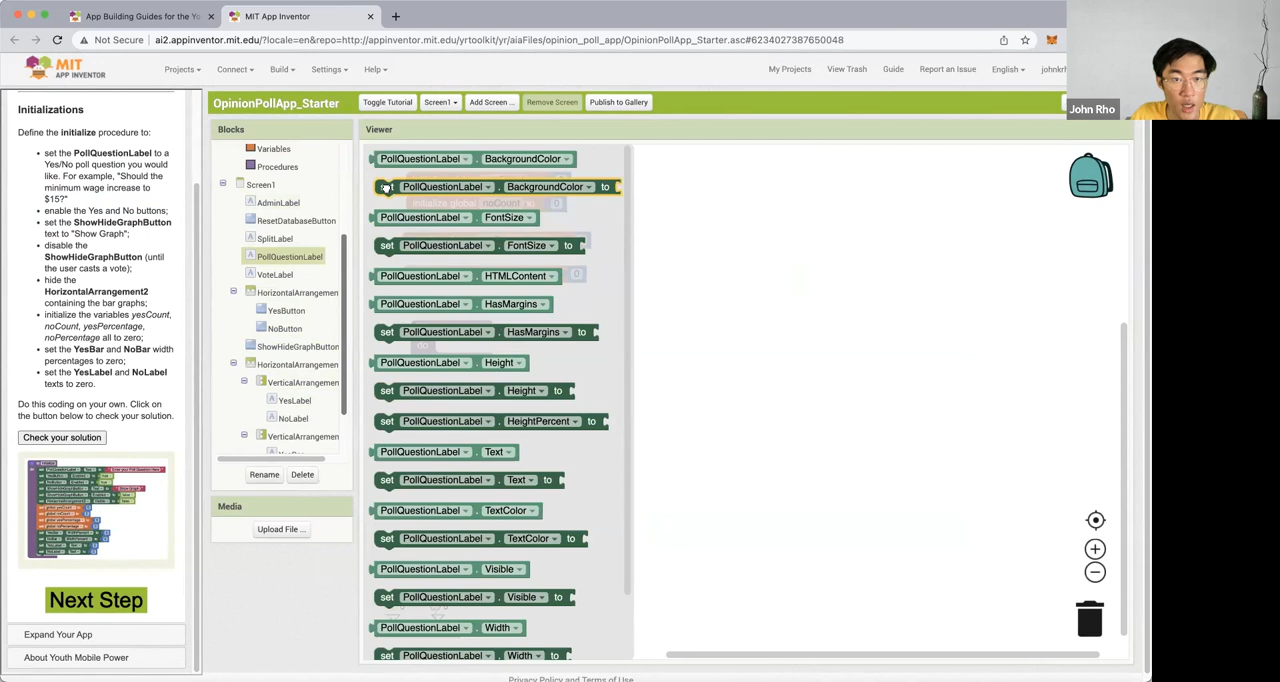 App Building Guides for the Yo
MIT App Inventor
Not Secure
ai2.appinventor.mit.edu/?locale=en&repo=http://appinventor.mit.edu/yrtoolkit/yr/aiaFiles/opinion_poll_app/OpinionPollApp_Starter.asc#6234027387650048
MIT
APP INVENTOR
Projects
Connect
Build
Settings
Help
My Projects
View Trash
Guide
Report an Issue
English
johnkrh
John Rho
OpinionPollApp_Starter
Toggle Tutorial
Screen1
Add Screen ...
Remove Screen
Publish to Gallery
Initializations
Define the initialize procedure to:
set the PollQuestionLabel to a
Yes/No poll question you would
like. For example, "Should the
minimum wage increase to
$15?"
enable the Yes and No buttons;
set the ShowHideGraphButton
text to "Show Graph";
disable the
ShowHideGraphButton (until
the user casts a vote);
hide the
HorizontalArrangement2
containing the bar graphs;
initialize the variables yesCount,
noCount, yesPercentage,
noPercentage all to zero;
set the YesBar and NoBar width
percentages to zero;
set the YesLabel and NoLabel
texts to zero.
Do this coding on your own. Click on
the button below to check your solution.
Check your solution
Next Step
Expand Your App
About Youth Mobile Power
Blocks
Variables
Procedures
Screen1
AdminLabel
ResetDatabaseButton
SplitLabel
PollQuestionLabel
VoteLabel
HorizontalArrangemen
YesButton
NoButton
ShowHideGraphButton
HorizontalArrangemen
VerticalArrangemen
YesLabel
NoLabel
VerticalArrangemen
Rename
Delete
Media
Upload File ...
Viewer
PollQuestionLabel . BackgroundColor
set PollQuestionLabel . BackgroundColor to
initialize global noCount to 0
PollQuestionLabel . FontSize
set PollQuestionLabel . FontSize to
PollQuestionLabel . HTMLContent
0
PollQuestionLabel . HasMargins
set PollQuestionLabel . HasMargins to
do
PollQuestionLabel . Height
set PollQuestionLabel . Height to
set PollQuestionLabel . HeightPercent to
PollQuestionLabel . Text
set PollQuestionLabel . Text to
PollQuestionLabel . TextColor
set PollQuestionLabel . TextColor to
PollQuestionLabel . Visible
set PollQuestionLabel . Visible to
PollQuestionLabel . Width
set PollQuestionLabel . Width to
Privacy Policy and Terms of Use